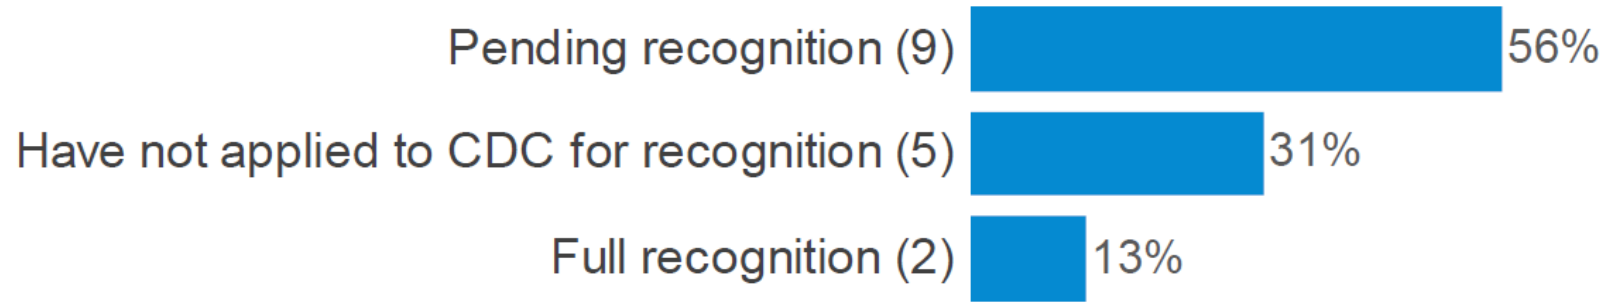 Pending recognition (9) 56%
Have not applied to CDC for recognition (5) 31%
Full recognition (2) 13%